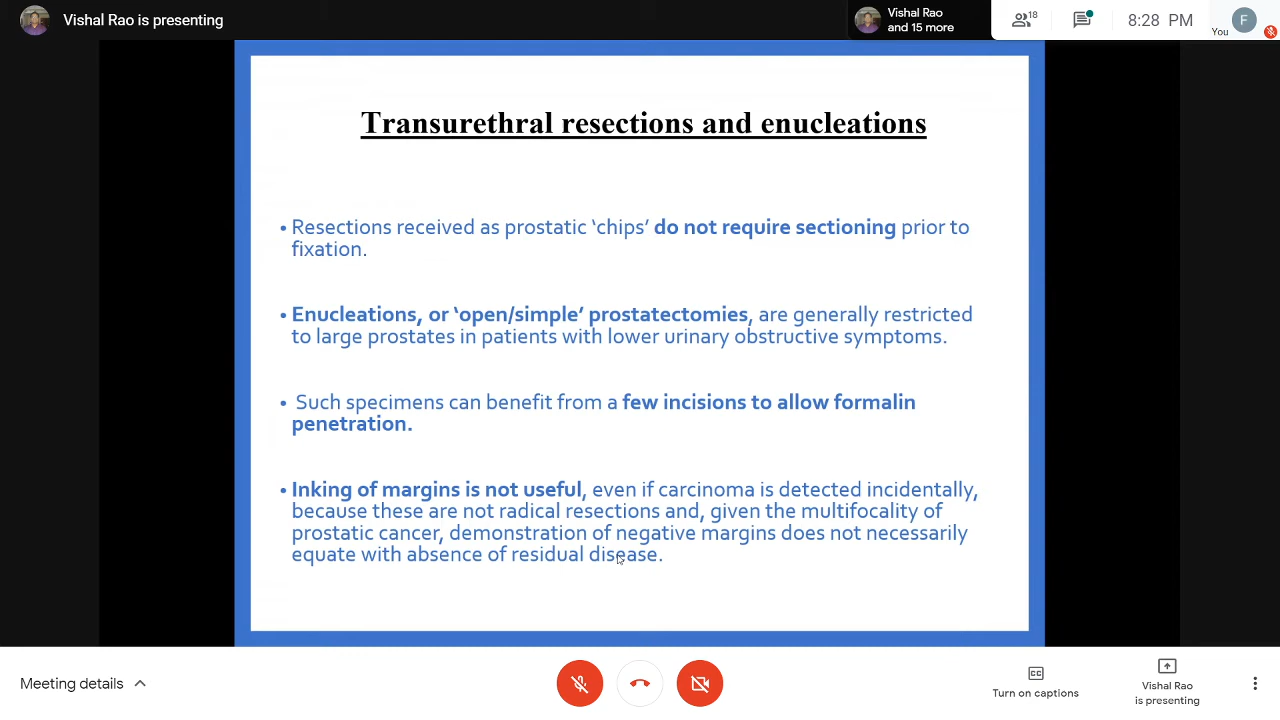 Vishal Rao is presenting
Vishal Rao
and 15 more
18
8:28 PM
You
F
Transurethral resections and enucleations
• Resections received as prostatic ‘chips’ do not require sectioning prior to
fixation.
• Enucleations, or ‘open/simple’ prostatectomies, are generally restricted
to large prostates in patients with lower urinary obstructive symptoms.
• Such specimens can benefit from a few incisions to allow formalin
penetration.
• Inking of margins is not useful, even if carcinoma is detected incidentally,
because these are not radical resections and, given the multifocality of
prostatic cancer, demonstration of negative margins does not necessarily
equate with absence of residual disease.
Meeting details
CC
Turn on captions
Vishal Rao
is presenting